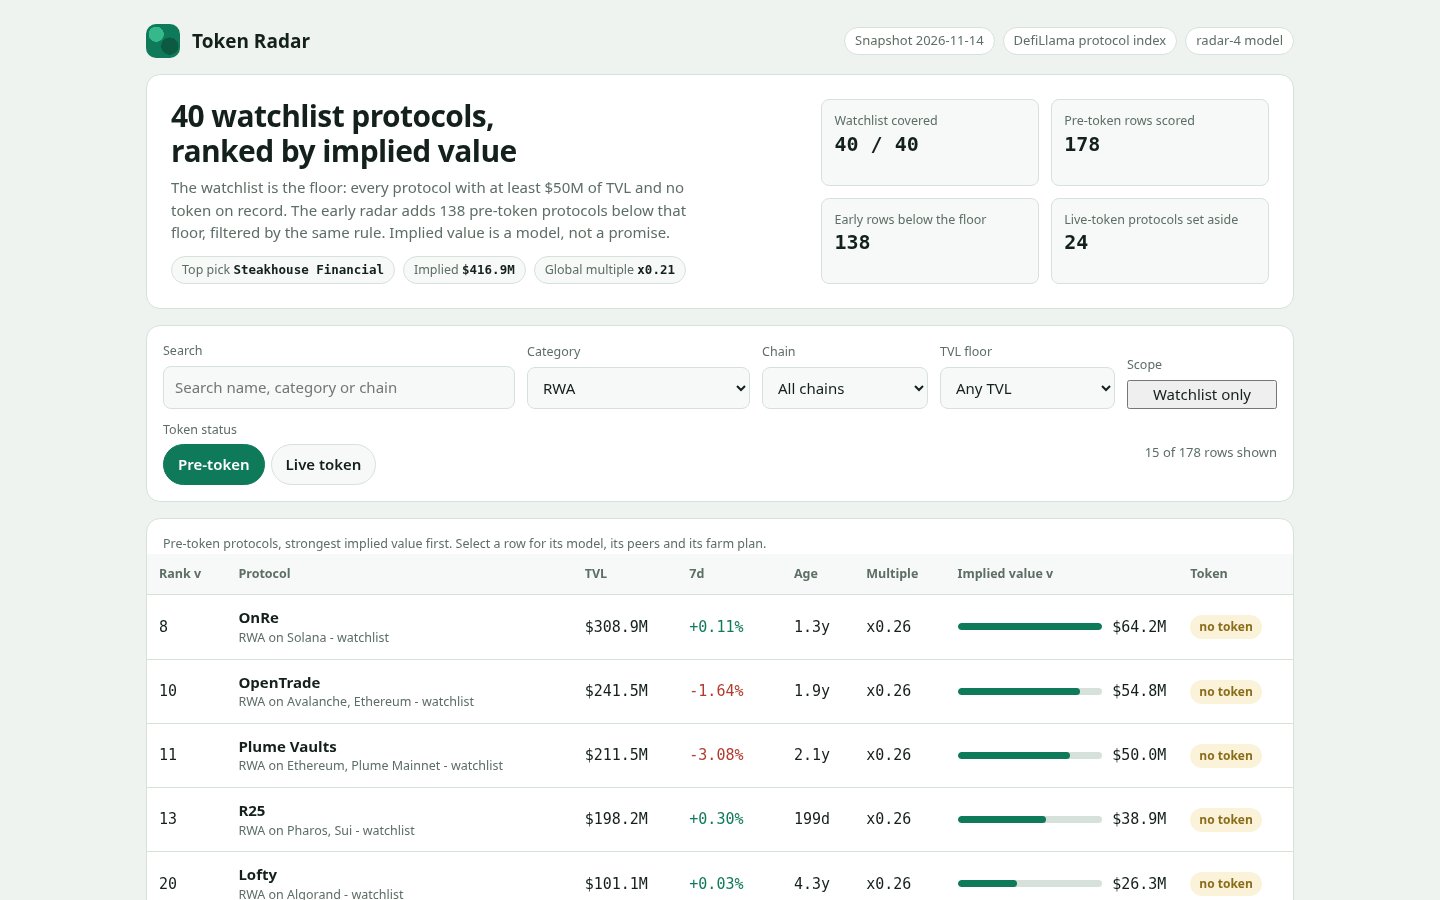 Token Radar
Snapshot 2026-11-14
DefiLlama protocol index
radar-4 model
40 watchlist protocols,
ranked by implied value
The watchlist is the floor: every protocol with at least $50M of TVL and no
token on record. The early radar adds 138 pre-token protocols below that
floor, filtered by the same rule. Implied value is a model, not a promise.
Top pick Steakhouse Financial
Implied $416.9M
Global multiple x0.21
Watchlist covered
40 / 40
Pre-token rows scored
178
Early rows below the floor
138
Live-token protocols set aside
24
Search
Search name, category or chain
Category
RWA
Chain
All chains
TVL floor
Any TVL
Scope
Watchlist only
Token status
Pre-token
Live token
15 of 178 rows shown
Pre-token protocols, strongest implied value first. Select a row for its model, its peers and its farm plan.
Rank v Protocol TVL 7d Age Multiple Implied value v Token
8 OnRe $308.9M +0.11% 1.3y x0.26 $64.2M no token
RWA on Solana - watchlist
10 OpenTrade $241.5M -1.64% 1.9y x0.26 $54.8M no token
RWA on Avalanche, Ethereum - watchlist
11 Plume Vaults $211.5M -3.08% 2.1y x0.26 $50.0M no token
RWA on Ethereum, Plume Mainnet - watchlist
13 R25 $198.2M +0.30% 199d x0.26 $38.9M no token
RWA on Pharos, Sui - watchlist
20 Lofty $101.1M +0.03% 4.3y x0.26 $26.3M no token
RWA on Algorand - watchlist